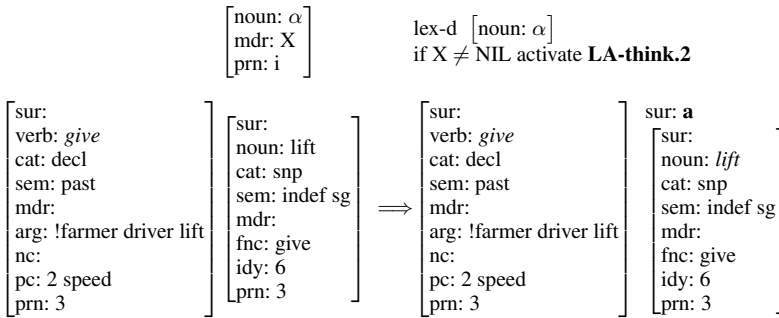 noun: α
mdr: X
prn: i
lex-d [noun: α]
if X ≠ NIL activate LA-think.2
sur:
verb: give
cat: decl
sem: past
mdr:
arg: !farmer driver lift
nc:
pc: 2 speed
prn: 3
sur:
noun: lift
cat: snp
sem: indef sg
mdr:
fnc: give
idy: 6
prn: 3
⟹
sur:
verb: give
cat: decl
sem: past
mdr:
arg: !farmer driver lift
nc:
pc: 2 speed
prn: 3
sur: a
sur:
noun: lift
cat: snp
sem: indef sg
mdr:
fnc: give
idy: 6
prn: 3